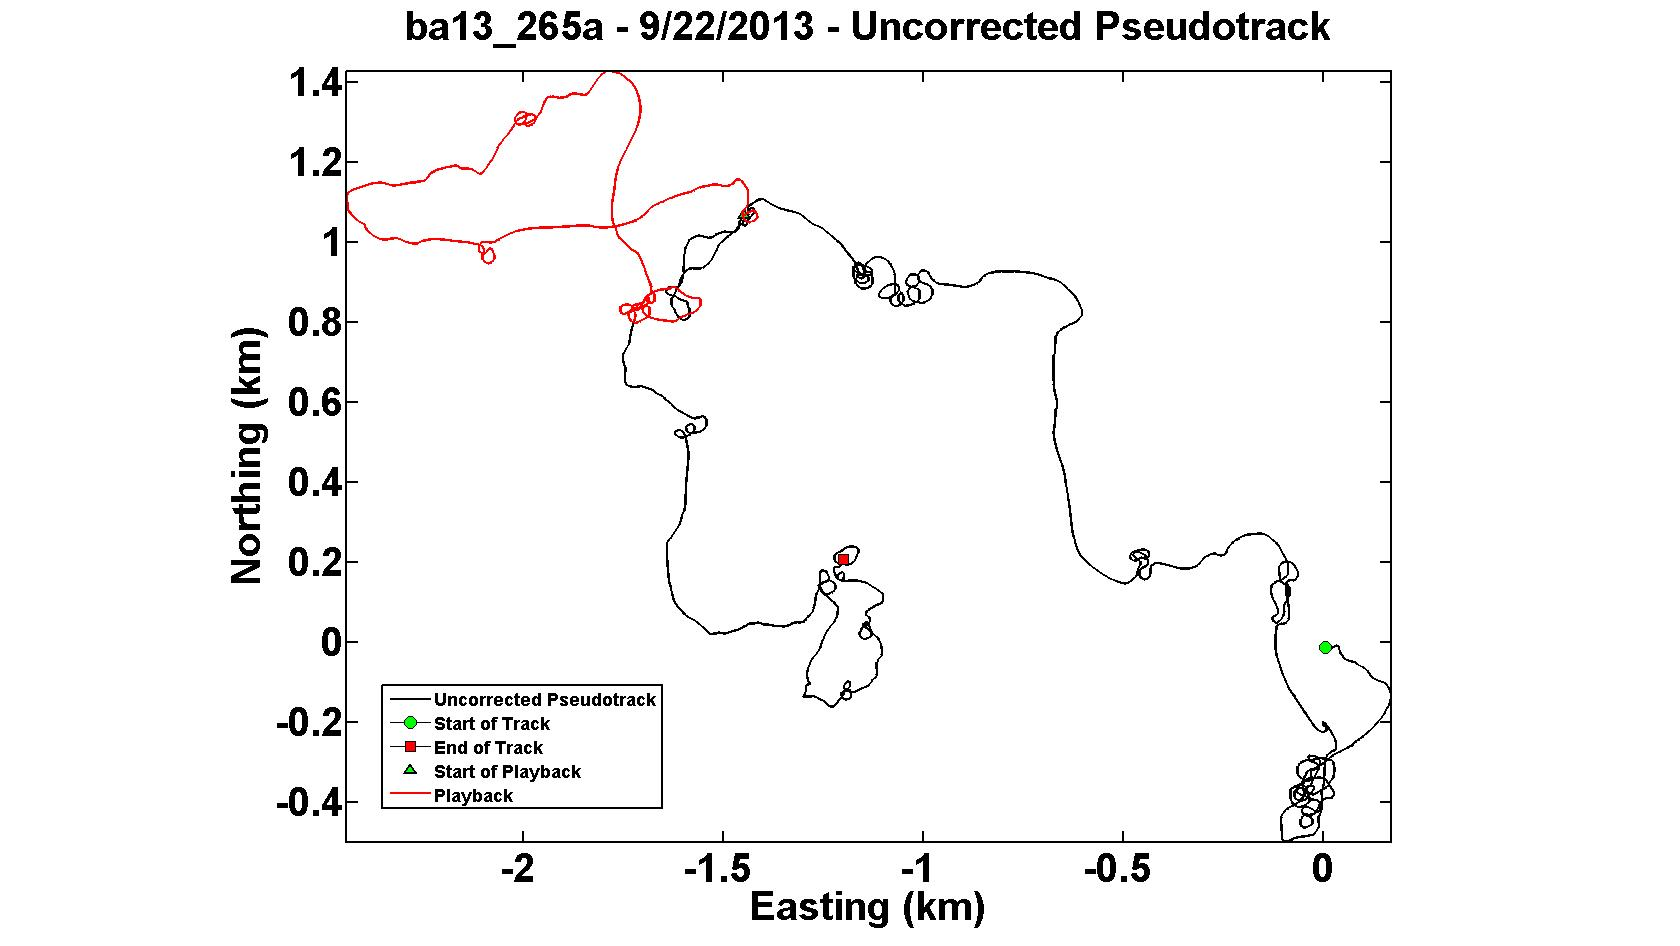 ba13_265a - 9/22/2013 - Uncorrected Pseudotrack
1.4
1.2
1
0.8
0.6
0.4
0.2
0
-0.2
-0.4
Northing (km)
Uncorrected Pseudotrack
Start of Track
End of Track
Start of Playback
Playback
-2 -1.5 -1 -0.5 0
Easting (km)